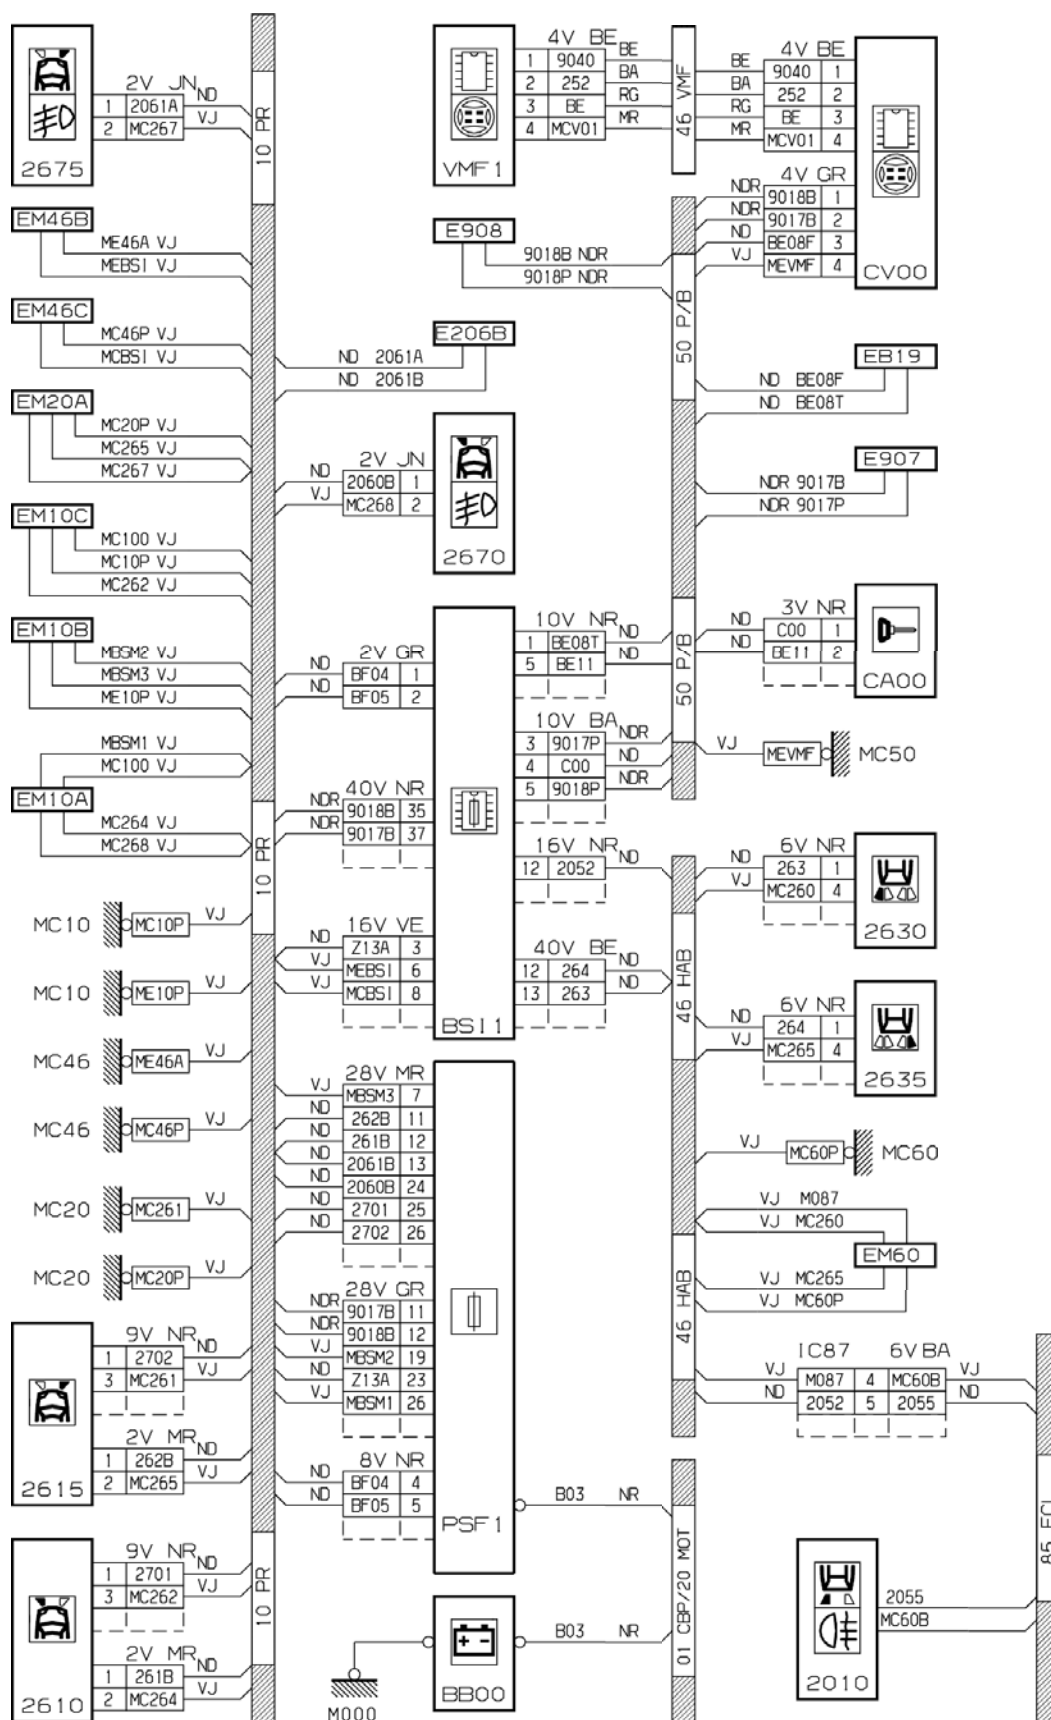 2V JN
1 2061A ND
2 MC267 VJ
2675
10 PR
EM46B
ME46A VJ
MEBSI VJ
EM46C
MC46P VJ
MCBSI VJ
EM20A
MC20P VJ
MC265 VJ
MC267 VJ
EM10C
MC100 VJ
MC10P VJ
MC262 VJ
EM10B
MBSM2 VJ
MBSM3 VJ
ME10P VJ
MBSM1 VJ
MC100 VJ
EM10A
MC264 VJ
MC268 VJ
10 PR
MC10 MC10P VJ
MC10 ME10P VJ
MC46 ME46A VJ
MC46 MC46P VJ
MC20 MC261 VJ
MC20 MC20P VJ
9V NR
1 2702 ND
3 MC261 VJ
2V MR
1 262B ND
2 MC265 VJ
2615
9V NR
1 2701 ND
3 MC262 VJ
2V MR
1 261B ND
2 MC264 VJ
2610
10 PR
4V BE
1 9040 BE
2 252 BA
3 BE RG
4 MCV01 MR
VMF1
46 VMF
4V BE
BE 9040 1
BA 252 2
RG BE 3
MR MCV01 4
4V GR
NDR 9018B 1
NDR 9017B 2
ND BE08F 3
VJ MEVMF 4
CV00
E908
9018B NDR
9018P NDR
50 P/B
E206B
ND 2061A
ND 2061B
EB19
ND BE08F
ND BE08T
2V JN
ND 2060B 1
VJ MC268 2
2670
E907
NDR 9017B
NDR 9017P
2V GR
ND BF04 1
ND BF05 2
40V NR
NDR 9018B 35
NDR 9017B 37
16V VE
ND Z13A 3
VJ MEBSI 6
VJ MCBSI 8
BSI1
10V NR
1 BE08T ND
5 BE11 ND
10V BA
3 9017P NDR
4 C00 ND
5 9018P NDR
16V NR
12 2052 ND
40V BE
12 264 ND
13 263 ND
50 P/B
3V NR
ND C00 1
ND BE11 2
CA00
VJ MEVMF MC50
46 HAB
6V NR
ND 263 1
VJ MC260 4
2630
6V NR
ND 264 1
VJ MC265 4
2635
VJ MC60P MC60
VJ M087
VJ MC260
EM60
VJ MC265
VJ MC60P
46 HAB
28V MR
VJ MBSM3 7
ND 262B 11
ND 261B 12
ND 2061B 13
ND 2060B 24
ND 2701 25
ND 2702 26
28V GR
NDR 9017B 11
NDR 9018B 12
VJ MBSM2 19
ND Z13A 23
VJ MBSM1 26
8V NR
ND BF04 4
ND BF05 5
PSF1
B03 NR
IC87 6V BA
VJ M087 4 MC60B VJ
ND 2052 5 2055 ND
85 ECL
01 CBP/20 MOT
B03 NR
BB00
M000
2055
MC60B
2010